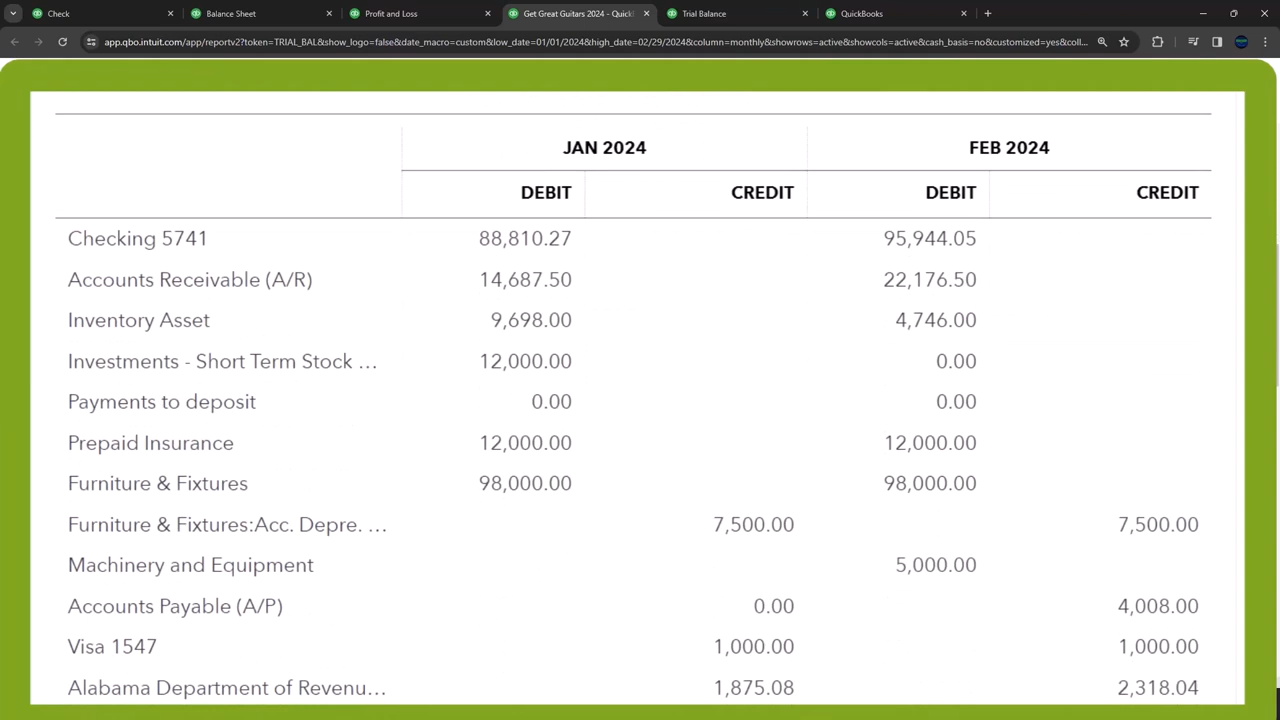 Check
Balance Sheet
Profit and Loss
Get Great Guitars 2024 - QuickB
Trial Balance
QuickBooks
app.qbo.intuit.com/app/reportv2?token=TRIAL_BAL&show_logo=false&date_macro=custom&low_date=01/01/2024&high_date=02/29/2024&column=monthly&showrows=active&showcols=active&cash_basis=no&customized=yes&coll...
JAN 2024 FEB 2024
DEBIT CREDIT DEBIT CREDIT
Checking 5741 88,810.27 95,944.05
Accounts Receivable (A/R) 14,687.50 22,176.50
Inventory Asset 9,698.00 4,746.00
Investments - Short Term Stock ... 12,000.00 0.00
Payments to deposit 0.00 0.00
Prepaid Insurance 12,000.00 12,000.00
Furniture & Fixtures 98,000.00 98,000.00
Furniture & Fixtures:Acc. Depre. ... 7,500.00 7,500.00
Machinery and Equipment 5,000.00
Accounts Payable (A/P) 0.00 4,008.00
Visa 1547 1,000.00 1,000.00
Alabama Department of Revenu... 1,875.08 2,318.04